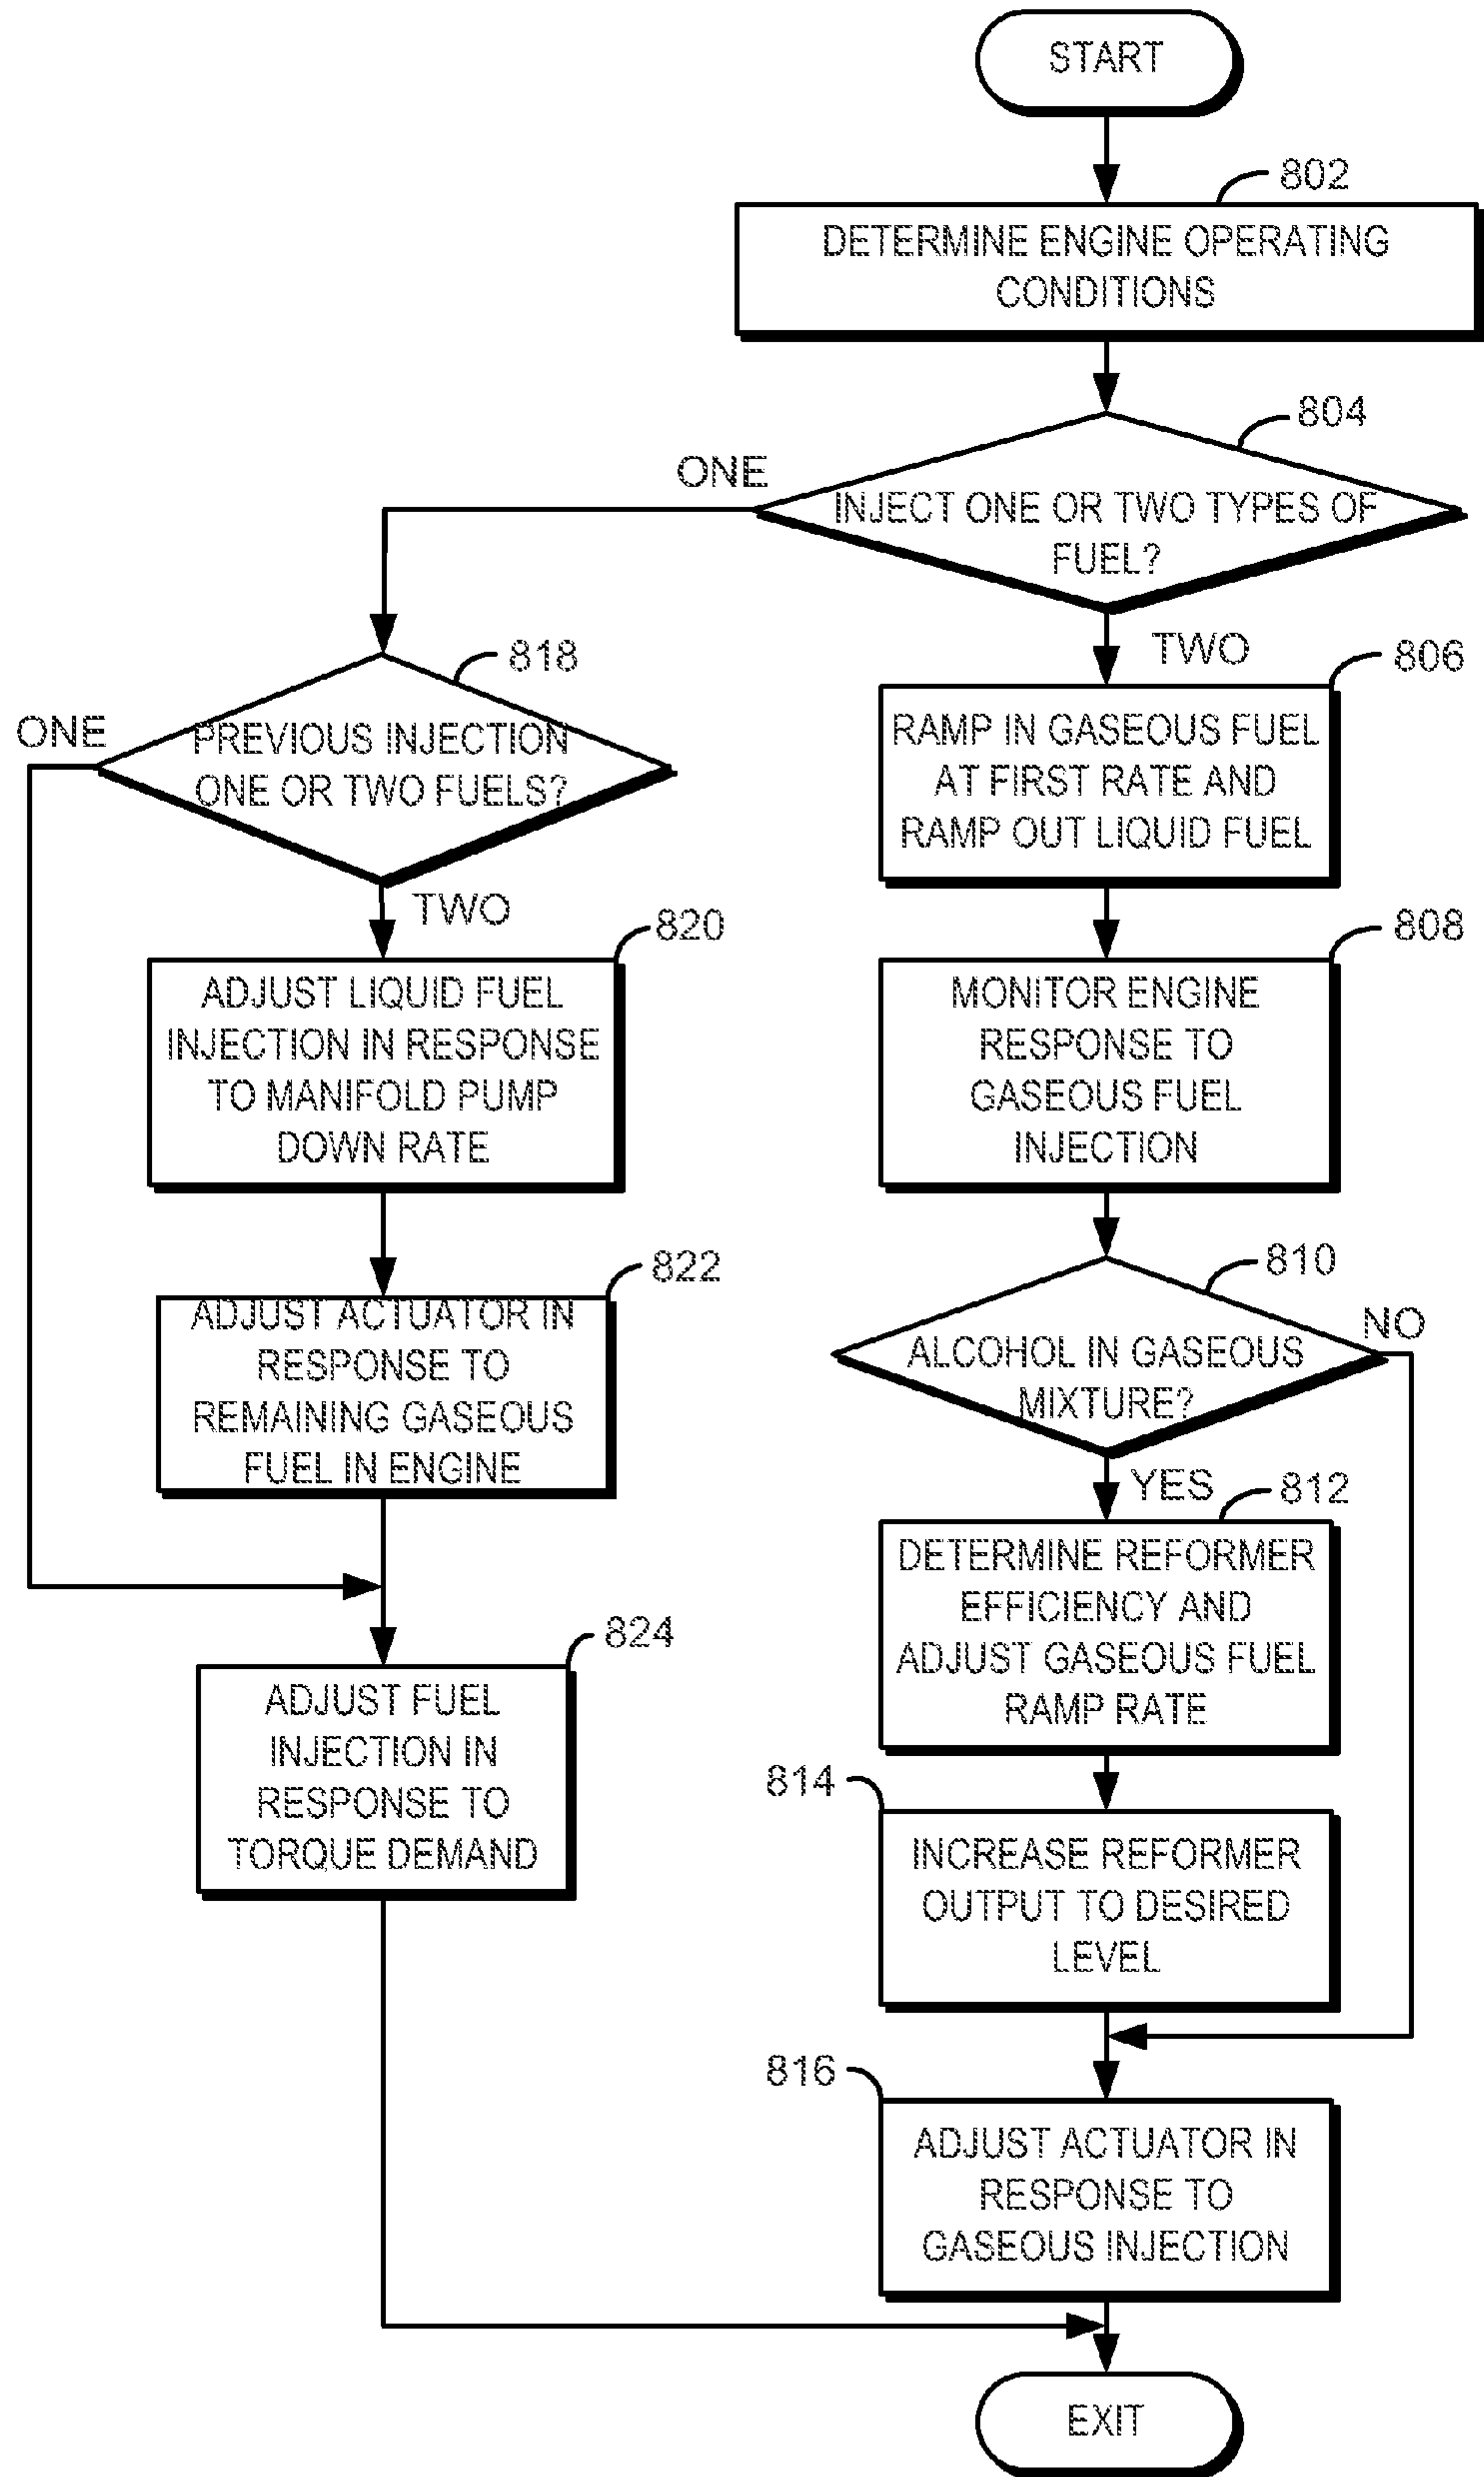 START
802
DETERMINE ENGINE OPERATING
CONDITIONS
804
ONE
INJECT ONE OR TWO TYPES OF
FUEL?
TWO
818
806
ONE
PREVIOUS INJECTION
ONE OR TWO FUELS?
RAMP IN GASEOUS FUEL
AT FIRST RATE AND
RAMP OUT LIQUID FUEL
TWO
820
808
ADJUST LIQUID FUEL
INJECTION IN RESPONSE
TO MANIFOLD PUMP
DOWN RATE
MONITOR ENGINE
RESPONSE TO
GASEOUS FUEL
INJECTION
822
810
ADJUST ACTUATOR IN
RESPONSE TO
REMAINING GASEOUS
FUEL IN ENGINE
NO
ALCOHOL IN GASEOUS
MIXTURE?
YES
812
DETERMINE REFORMER
EFFICIENCY AND
ADJUST GASEOUS FUEL
RAMP RATE
824
ADJUST FUEL
INJECTION IN
RESPONSE TO
TORQUE DEMAND
814
INCREASE REFORMER
OUTPUT TO DESIRED
LEVEL
816
ADJUST ACTUATOR IN
RESPONSE TO
GASEOUS INJECTION
EXIT